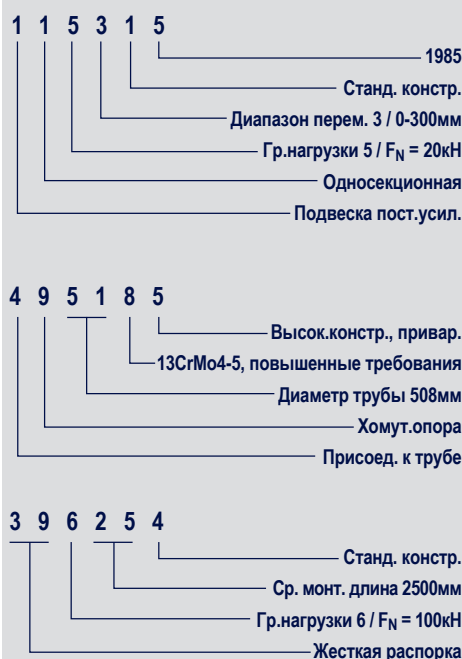 1 1 5 3 1 5
1985
Станд. констр.
Диапазон перем. 3 / 0-300мм
Гр.нагрузки 5 / FN = 20кН
Односекционная
Подвеска пост.усил.
4 9 5 1 8 5
Высок.констр., привар.
13CrMo4-5, повышенные требования
Диаметр трубы 508мм
Хомут.опора
Присоед. к трубе
3 9 6 2 5 4
Станд. констр.
Ср. монт. длина 2500мм
Гр.нагрузки 6 / FN = 100кН
Жесткая распорка